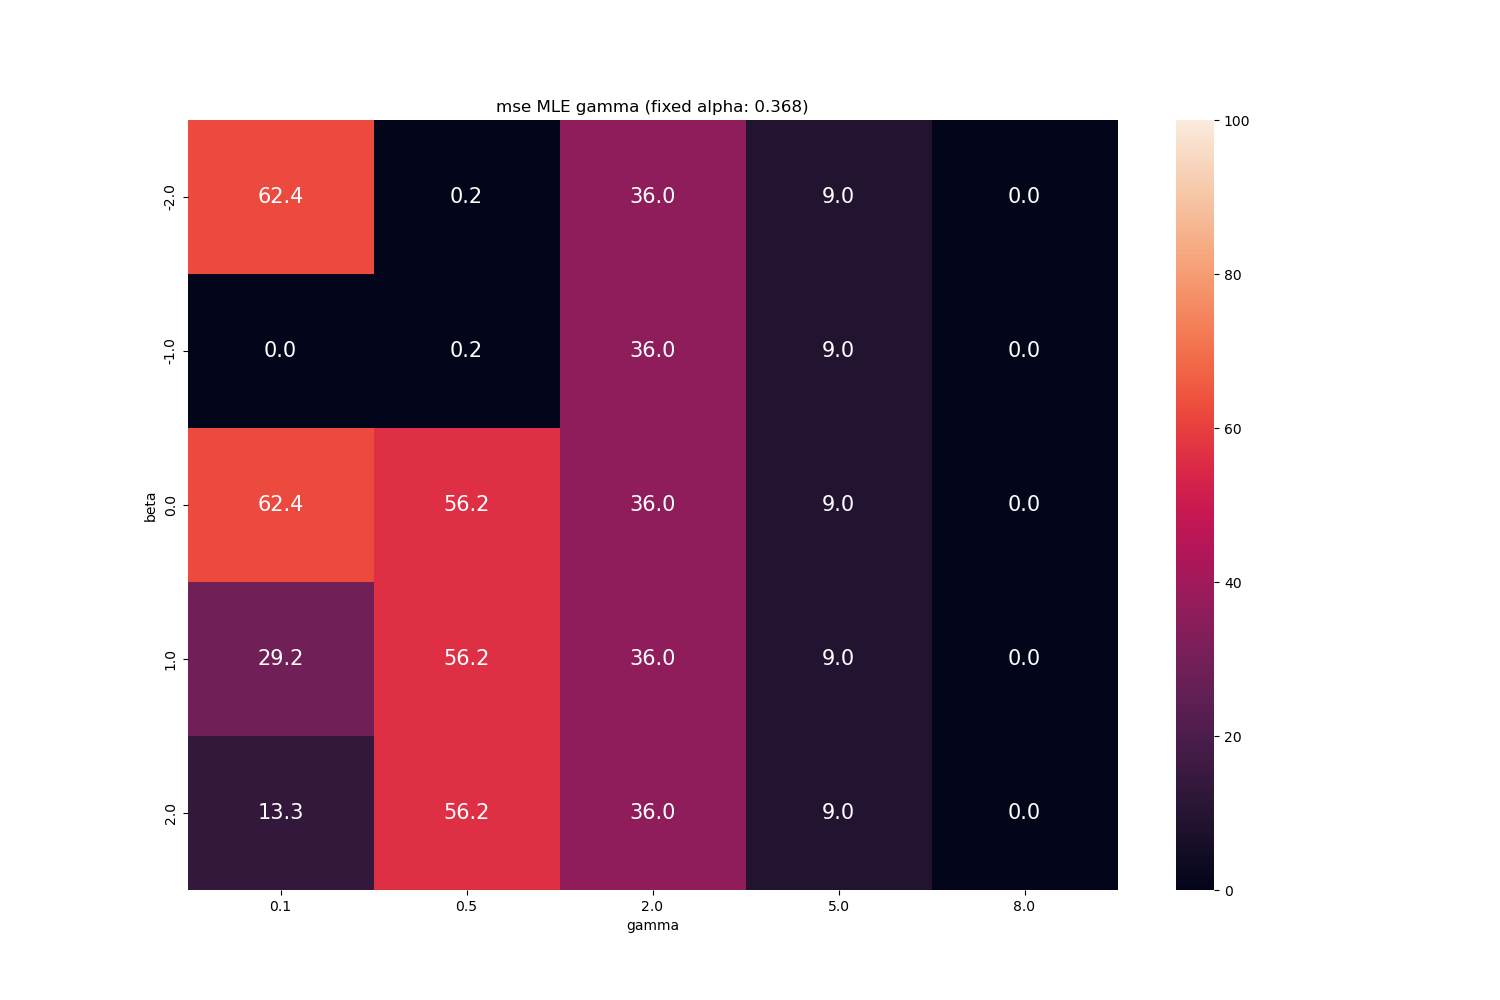 mse MLE gamma (fixed alpha: 0.368)
-2.0 62.4 0.2 36.0 9.0 0.0
-1.0 0.0 0.2 36.0 9.0 0.0
beta
0.0 62.4 56.2 36.0 9.0 0.0
1.0 29.2 56.2 36.0 9.0 0.0
2.0 13.3 56.2 36.0 9.0 0.0
0.1 0.5 2.0 5.0 8.0
gamma
100
80
60
40
20
0